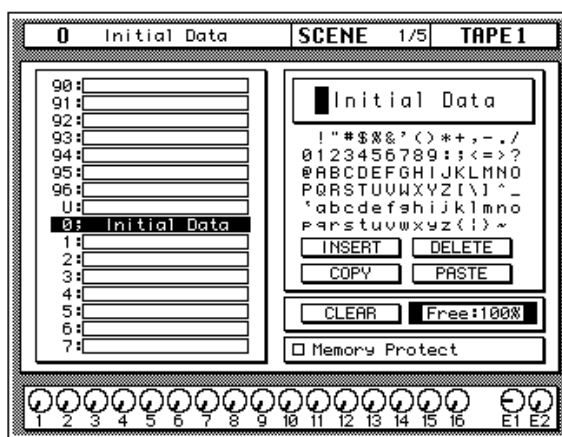 0 Initial Data SCENE 1/5 TAPE1
90:
91:
92:
93:
94:
95:
96:
U:
0; Initial Data
1:
2:
3:
4:
5:
6:
7:
Initial Data
!"#$%&'()*+,-./
0123456789:;<=>?
@ABCDEFGHIJKLMNO
PQRSTUVWXYZ[\]^_
'abcdefghijklmno
pqrstuvwxyz{|}~
INSERT DELETE
COPY PASTE
CLEAR Free:100%
Memory Protect
1 2 3 4 5 6 7 8 9 10 11 12 13 14 15 16 E1 E2